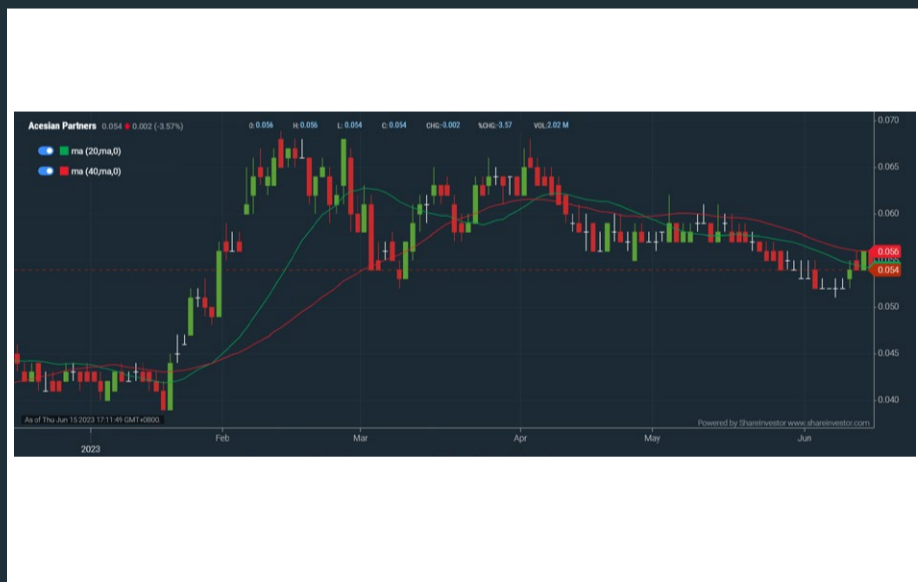 Acesian Partners 0.054 0.002 (-3.57%) O: 0.056 H: 0.056 L: 0.054 C: 0.054 CHG:-0.002 %CHG:-3.57 VOL:2.02 M
ma (20,ma,0)
ma (40,ma,0)
0.070
0.065
0.060
0.056
0.054
0.050
0.045
0.040
As of Thu Jun 15 2023 17:11:49 GMT+0800
Powered by ShareInvestor www.shareinvestor.com
Feb Mar Apr May Jun
2023